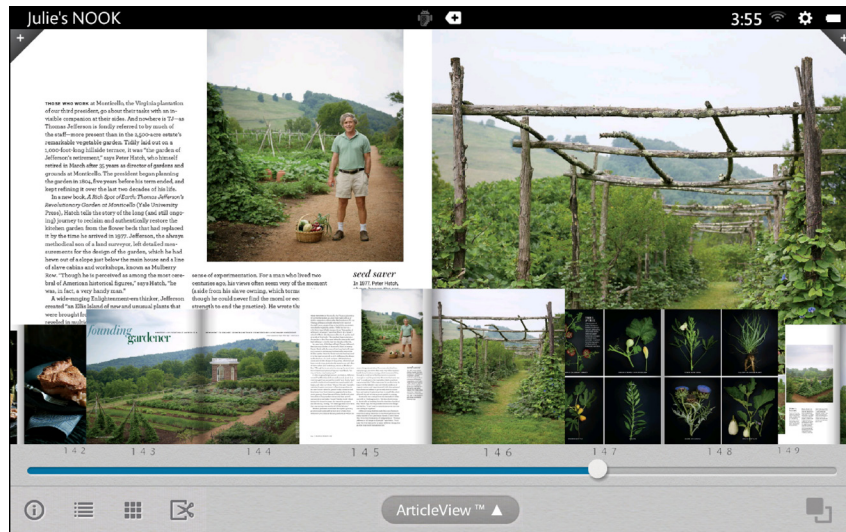 Julie's NOOK
3:55
THOSE WHO WORK at Monticello, the Virginia plantation
of our third president, go about their tasks with an in-
visible companion at their sides. And nowhere is TJ—as
Thomas Jefferson is fondly referred to by much of
the staff—more present than in the 2,500-acre estate's
remarkable vegetable garden. Tidily laid out on a
1,000-foot-long hillside terrace, it was "the garden of
Jefferson's retirement," says Peter Hatch, who himself
retired in March after 35 years as director of gardens and
grounds at Monticello. The president began planning
the garden in 1804, five years before his term ended, and
kept refining it over the last two decades of his life.
In a new book, A Rich Spot of Earth: Thomas Jefferson's
Revolutionary Garden at Monticello (Yale University
Press), Hatch tells the story of the long (and still ongo-
ing) journey to reclaim and authentically restore the
kitchen garden from the flower beds that had replaced
it by the time he arrived in 1977. Jefferson, the always
methodical son of a land surveyor, left detailed mea-
surements for the design of the garden, which he had
hewn out of a slope just below the main house and a line
of slave cabins and workshops, known as Mulberry
Row. "Though he is perceived as among the most cere-
bral of American historical figures," says Hatch, "he
was, in fact, a very handy man."
A wide-ranging Enlightenment-era thinker, Jefferson
created "an Ellis Island of new and unusual plants that
were brought fr
sense of experimentation. For a man who lived two
centuries ago, his views often seem very of the moment
(aside from his slave owning, which terms
though he could never find the moral or eco
strength to end the practice). He wrote th
seed saver
In 1977, Peter Hatch,
founding
gardener
142
143
144
145
146
147
148
149
ArticleView ™ ▲